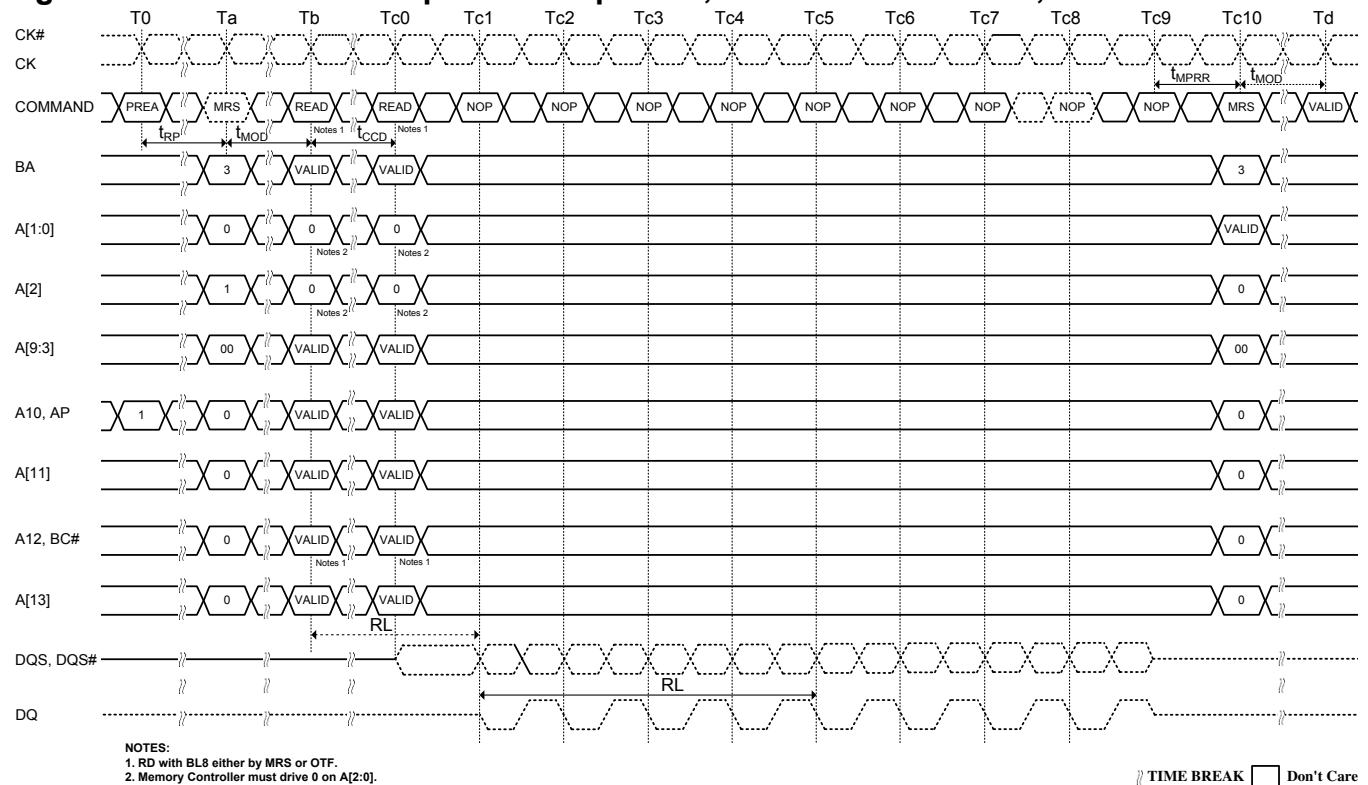 T0 Ta Tb Tc0 Tc1 Tc2 Tc3 Tc4 Tc5 Tc6 Tc7 Tc8 Tc9 Tc10 Td
CK#
CK
tMPRR tMOD
COMMAND PREA MRS READ READ NOP NOP NOP NOP NOP NOP NOP NOP NOP MRS VALID
Notes 1 Notes 1
tRP tMOD tCCD
BA 3 VALID VALID 3
A[1:0] 0 0 0 VALID
Notes 2 Notes 2
A[2] 1 0 0 0
Notes 2 Notes 2
A[9:3] 00 VALID VALID 00
A10, AP 1 0 VALID VALID 0
A[11] 0 VALID VALID 0
A12, BC# 0 VALID VALID 0
Notes 1 Notes 1
A[13] 0 VALID VALID 0
RL
DQS, DQS#
RL
DQ
NOTES:
1. RD with BL8 either by MRS or OTF.
2. Memory Controller must drive 0 on A[2:0].
TIME BREAK Don't Care